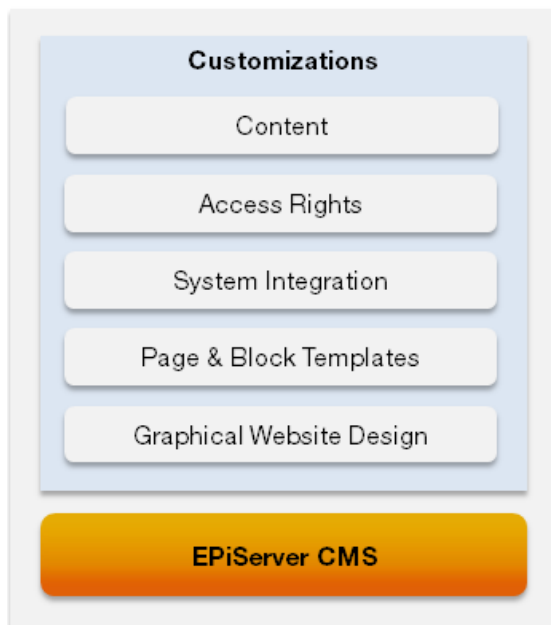 Customizations
Content
Access Rights
System Integration
Page & Block Templates
Graphical Website Design
EPiServer CMS